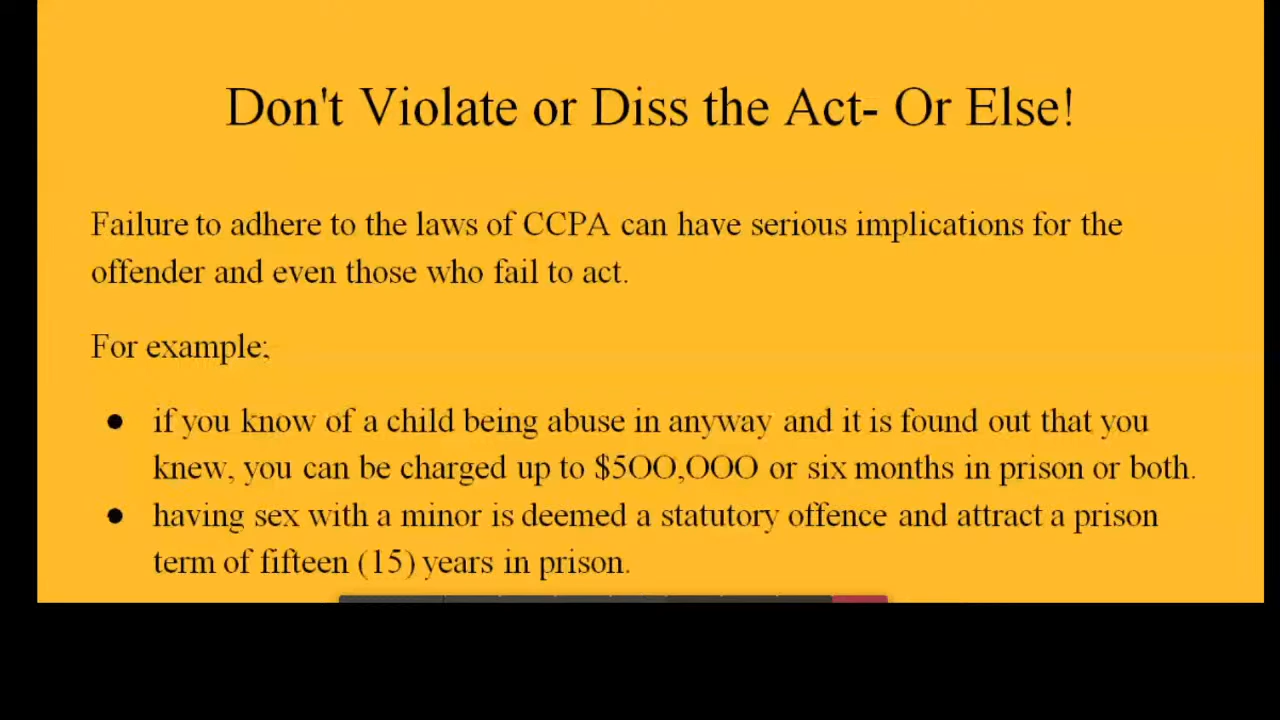 Don't Violate or Diss the Act- Or Else!
Failure to adhere to the laws of CCPA can have serious implications for the
offender and even those who fail to act.
For example;
● if you know of a child being abuse in anyway and it is found out that you
knew, you can be charged up to $5OO,OOO or six months in prison or both.
● having sex with a minor is deemed a statutory offence and attract a prison
term of fifteen (15) years in prison.